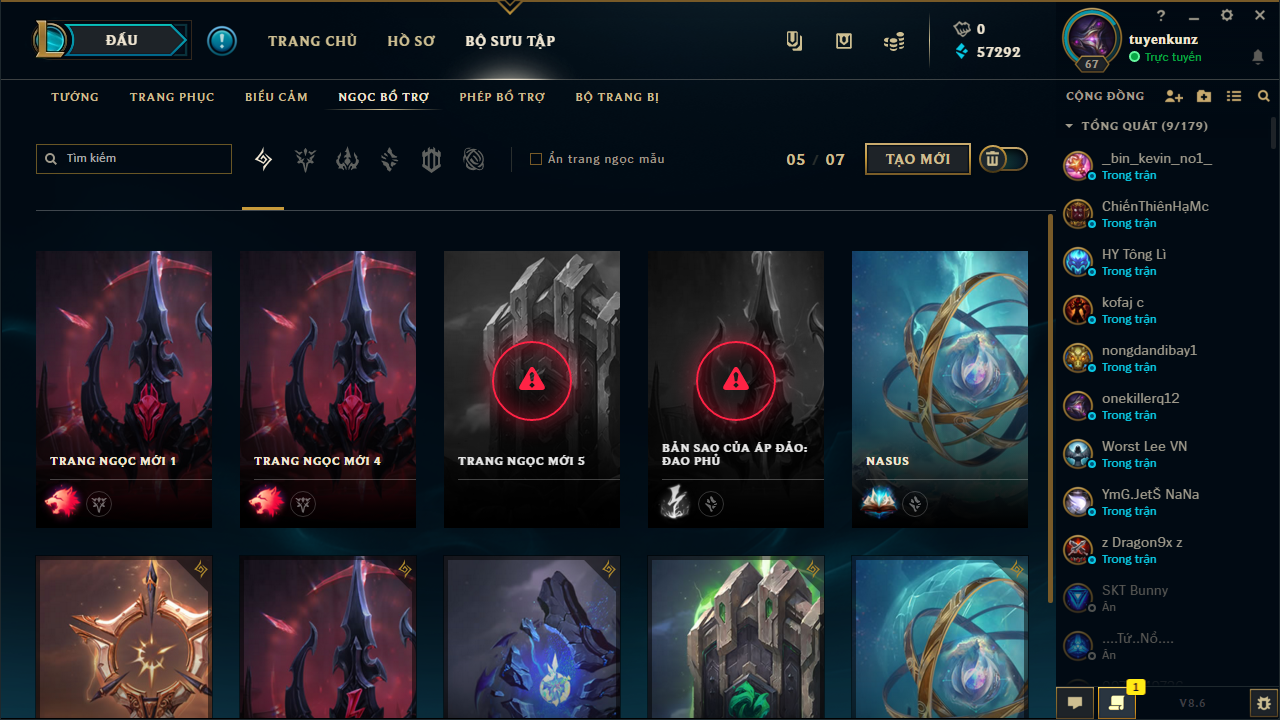 ĐẤU
TRANG CHỦ
HỒ SƠ
BỘ SƯU TẬP
0
57292
?
tuyenkunz
Trực tuyến
67
TƯỚNG
TRANG PHỤC
BIỂU CẢM
NGỌC BỔ TRỢ
PHÉP BỔ TRỢ
BỘ TRANG BỊ
CỘNG ĐỒNG
TỔNG QUÁT (9/179)
Tìm kiếm
Ẩn trang ngọc mẫu
05 / 07
TẠO MỚI
TRANG NGỌC MỚI 1
TRANG NGỌC MỚI 4
TRANG NGỌC MỚI 5
BẢN SAO CỦA ÁP ĐẢO:
ĐAO PHỦ
NASUS
_bin_kevin_no1_
Trong trận
ChiếnThiênHạMc
Trong trận
HY Tông Lì
Trong trận
kofaj c
Trong trận
nongdandibay1
Trong trận
onekillerq12
Trong trận
Worst Lee VN
Trong trận
YmG.JetŠ NaNa
Trong trận
z Dragon9x z
Trong trận
SKT Bunny
Ẩn
....Tứ..Nổ....
Ẩn
1
V8.6